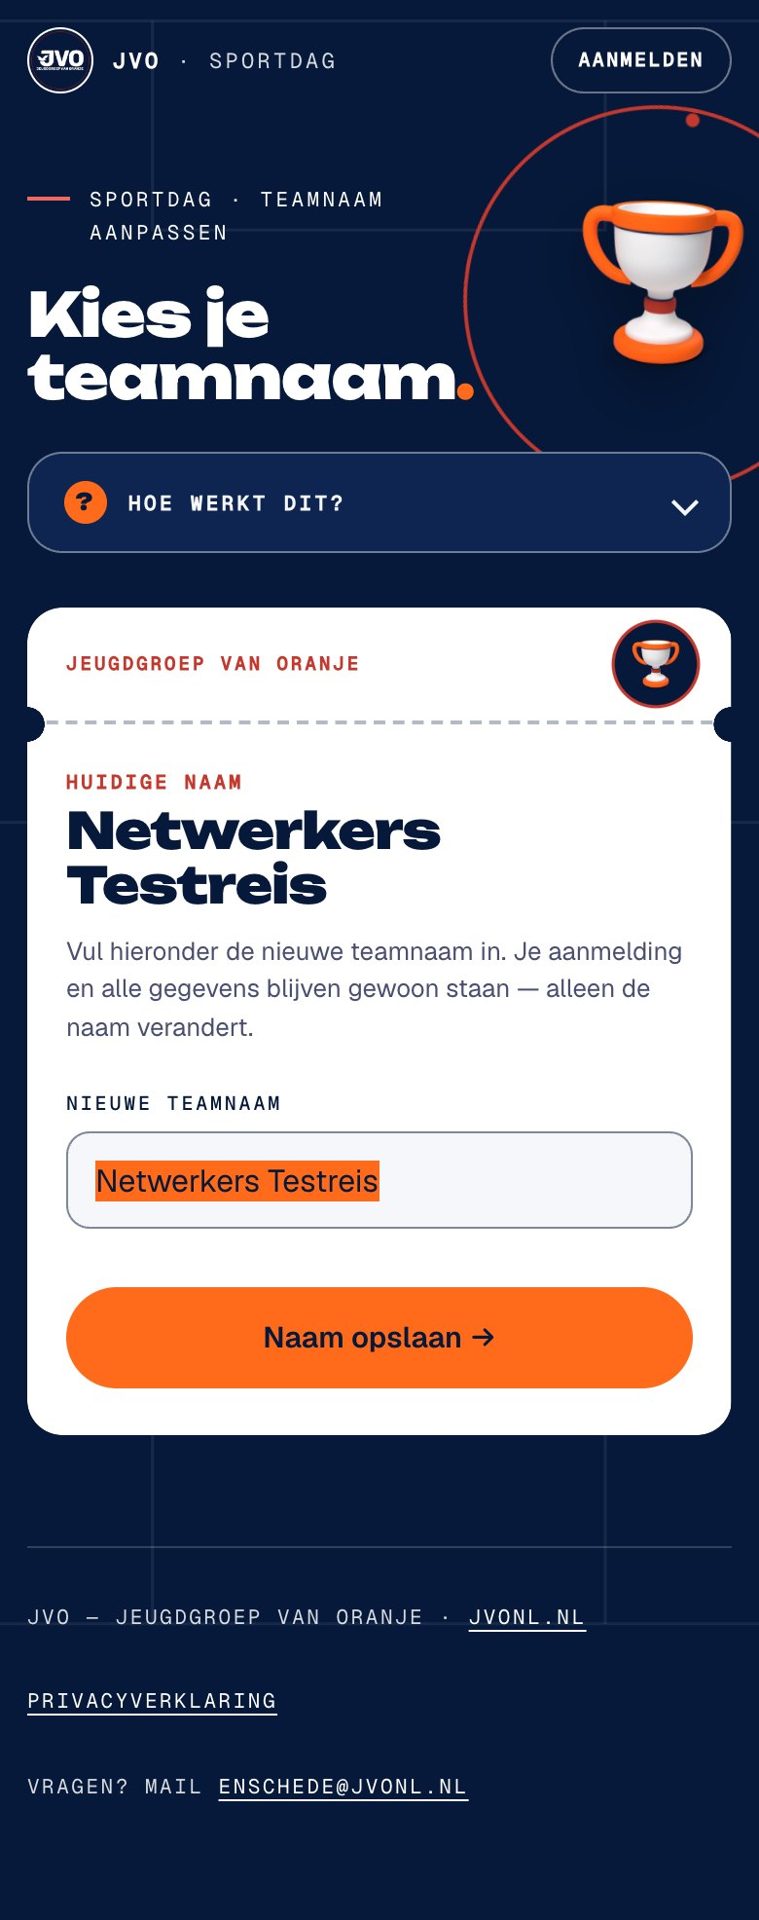 JVO
JVO · SPORTDAG
AANMELDEN
SPORTDAG · TEAMNAAM
AANPASSEN
Kies je
teamnaam.
? HOE WERKT DIT?
JEUGDGROEP VAN ORANJE
HUIDIGE NAAM
Netwerkers
Testreis
Vul hieronder de nieuwe teamnaam in. Je aanmelding
en alle gegevens blijven gewoon staan — alleen de
naam verandert.
NIEUWE TEAMNAAM
Netwerkers Testreis
Naam opslaan →
JVO — JEUGDGROEP VAN ORANJE · JVONL.NL
PRIVACYVERKLARING
VRAGEN? MAIL ENSCHEDE@JVONL.NL